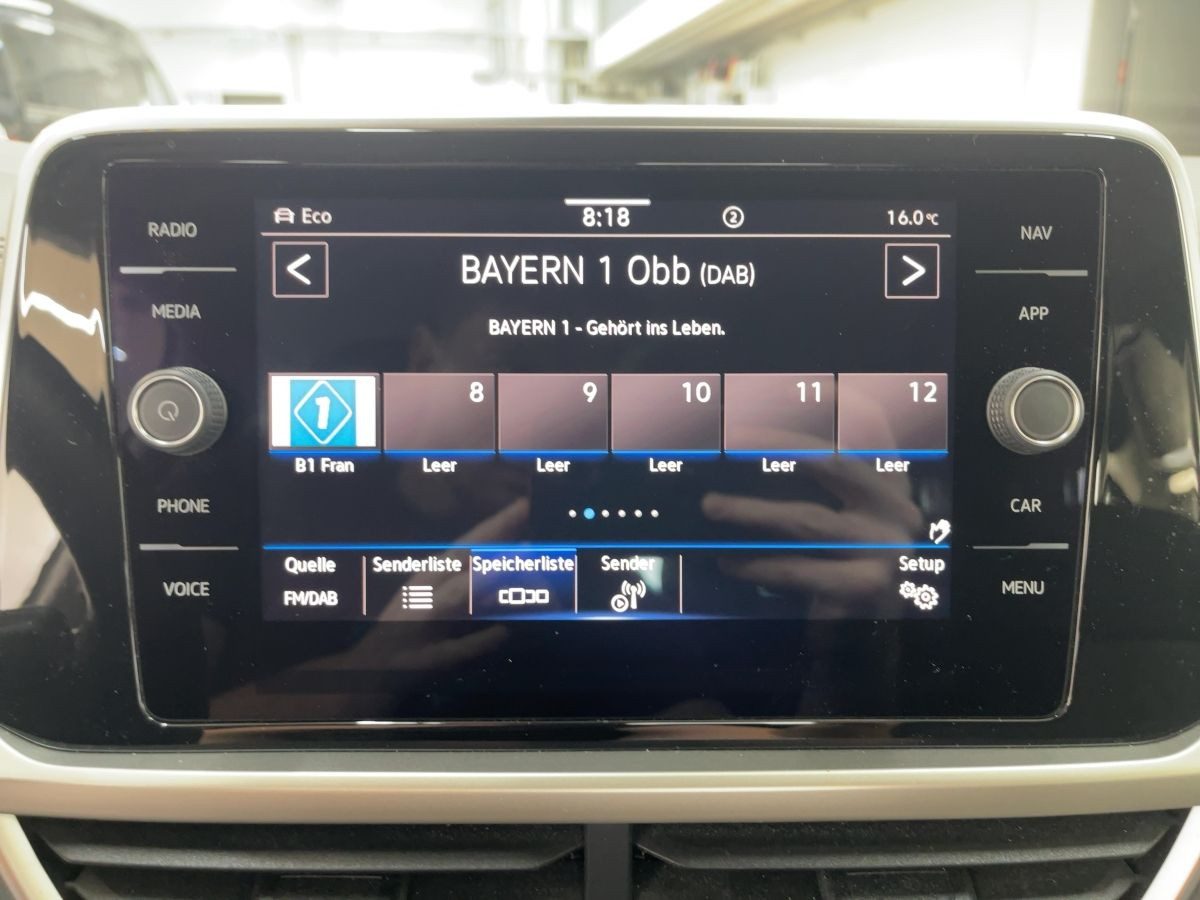 RADIO
MEDIA
PHONE
VOICE
Eco
8:18
2
16.0°C
<
BAYERN 1 Obb (DAB)
>
BAYERN 1 - Gehört ins Leben.
1
8
9
10
11
12
B1 Fran
Leer
Leer
Leer
Leer
Leer
Quelle
FM/DAB
Senderliste
Speicherliste
Sender
Setup
NAV
APP
CAR
MENU